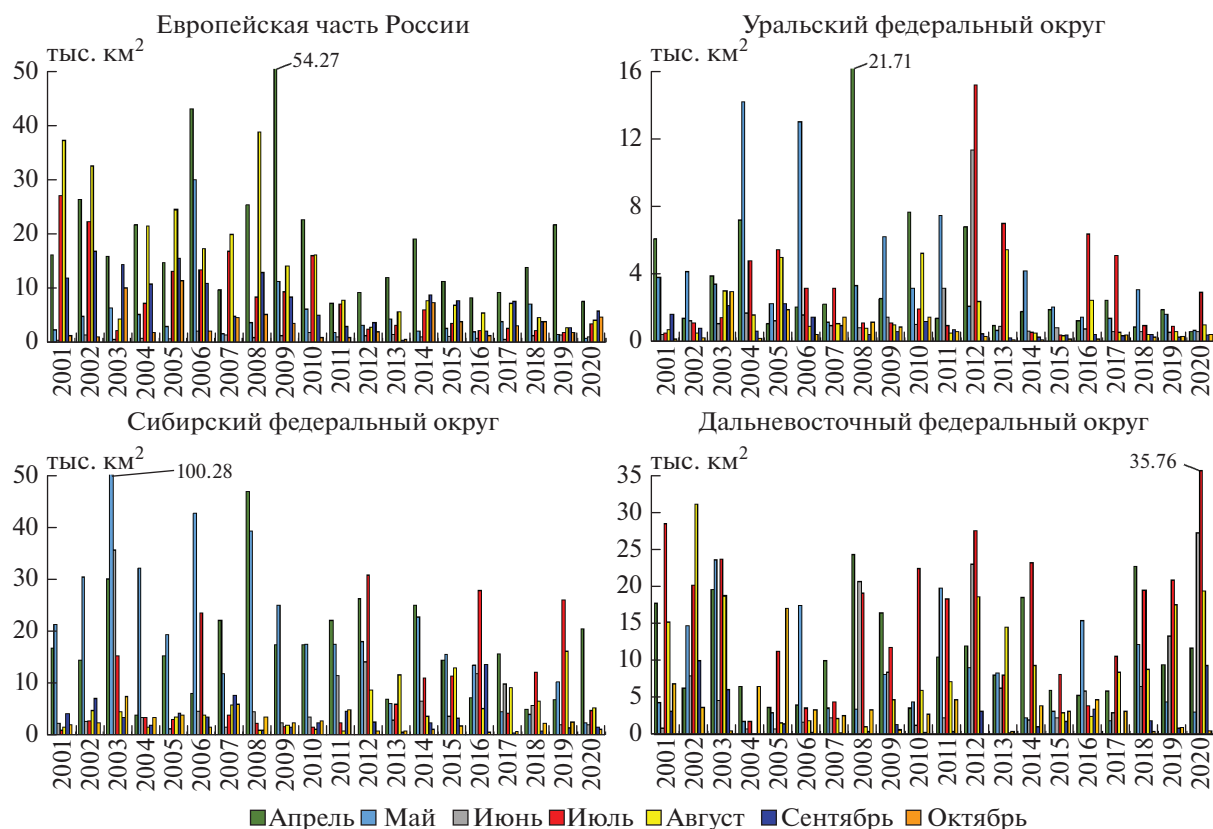 Европейская часть России
Уральский федеральный округ
тыс. км²
54.27
50
40
30
20
10
0
2001 2002 2003 2004 2005 2006 2007 2008 2009 2010 2011 2012 2013 2014 2015 2016 2017 2018 2019 2020
тыс. км²
21.71
16
12
8
4
0
2001 2002 2003 2004 2005 2006 2007 2008 2009 2010 2011 2012 2013 2014 2015 2016 2017 2018 2019 2020
Сибирский федеральный округ
Дальневосточный федеральный округ
тыс. км²
100.28
50
40
30
20
10
0
2001 2002 2003 2004 2005 2006 2007 2008 2009 2010 2011 2012 2013 2014 2015 2016 2017 2018 2019 2020
тыс. км²
35.76
35
30
25
20
15
10
5
0
2001 2002 2003 2004 2005 2006 2007 2008 2009 2010 2011 2012 2013 2014 2015 2016 2017 2018 2019 2020
Апрель Май Июнь Июль Август Сентябрь Октябрь